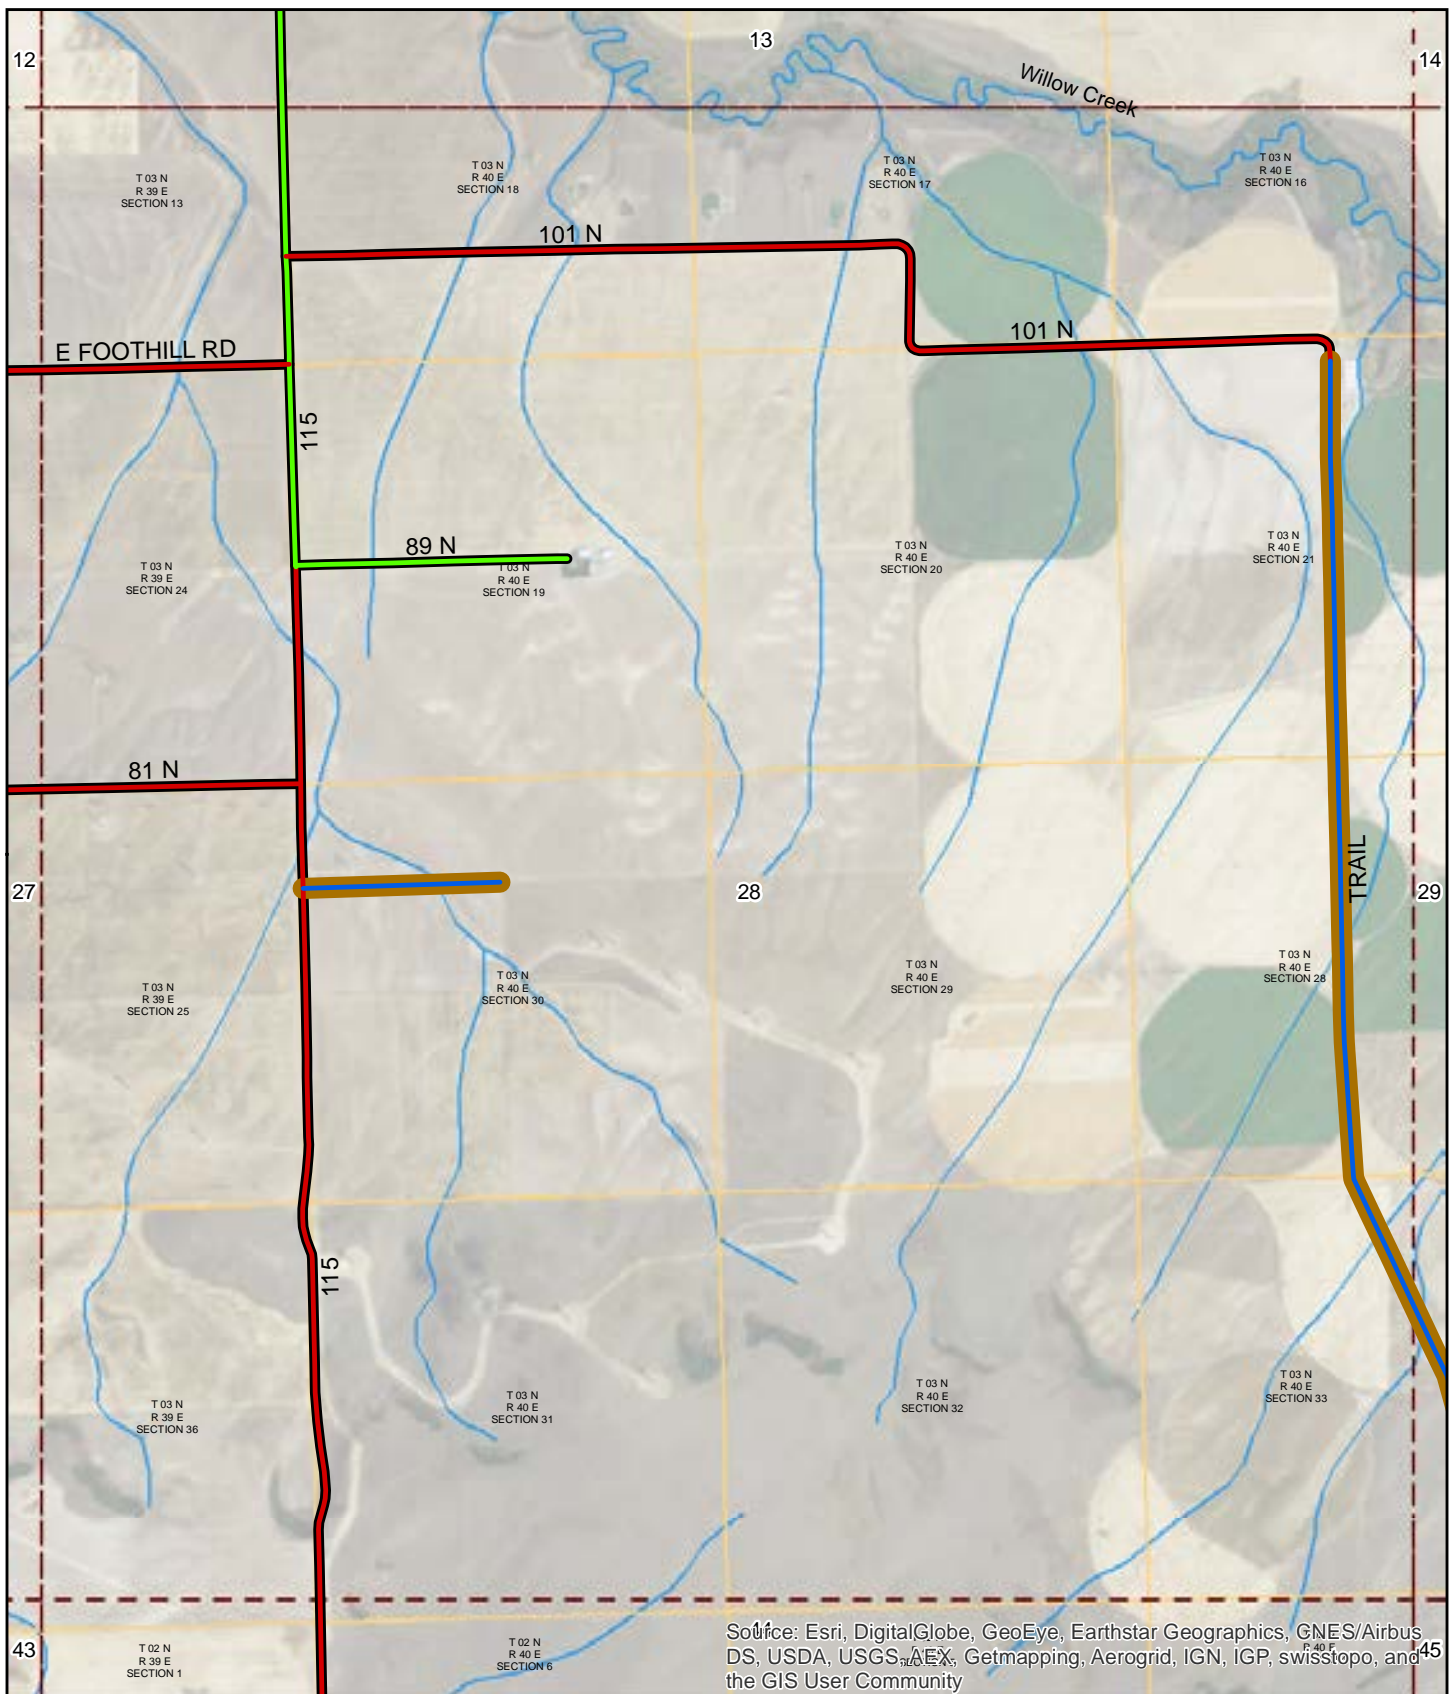 12
13
14
Willow Creek
T 03 N
R 39 E
SECTION 13
T 03 N
R 40 E
SECTION 18
T 03 N
R 40 E
SECTION 17
T 03 N
R 40 E
SECTION 16
101 N
101 N
E FOOTHILL RD
115
89 N
T 03 N
R 39 E
SECTION 24
T 03 N
R 40 E
SECTION 19
T 03 N
R 40 E
SECTION 20
T 03 N
R 40 E
SECTION 21
81 N
TRAIL
27
28
29
T 03 N
R 39 E
SECTION 25
T 03 N
R 40 E
SECTION 30
T 03 N
R 40 E
SECTION 29
T 03 N
R 40 E
SECTION 28
115
T 03 N
R 39 E
SECTION 36
T 03 N
R 40 E
SECTION 31
T 03 N
R 40 E
SECTION 32
T 03 N
R 40 E
SECTION 33
43
44
45
T 02 N
R 39 E
SECTION 1
T 02 N
R 40 E
SECTION 6
R 40 E
Source: Esri, DigitalGlobe, GeoEye, Earthstar Geographics, CNES/Airbus
DS, USDA, USGS, AEX, Getmapping, Aerogrid, IGN, IGP, swisstopo, and
the GIS User Community